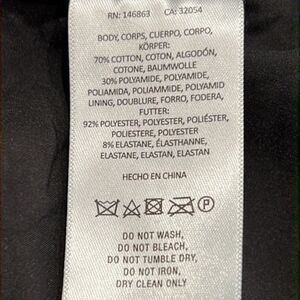 RN: 146863 CA: 32054
BODY, CORPS, CUERPO, CORPO,
KÖRPER:
70% COTTON, COTON, ALGODÓN,
COTONE, BAUMWOLLE
30% POLYAMIDE, POLYAMIDE,
POLIAMIDA, POLIAMMIDE, POLYAMID
LINING, DOUBLURE, FORRO, FODERA,
FUTTER:
92% POLYESTER, POLYESTER, POLIÉSTER,
POLIESTERE, POLYESTER
8% ELASTANE, ÉLASTHANNE,
ELASTANE, ELASTAN, ELASTAN
HECHO EN CHINA
P
DO NOT WASH,
DO NOT BLEACH,
DO NOT TUMBLE DRY,
DO NOT IRON,
DRY CLEAN ONLY